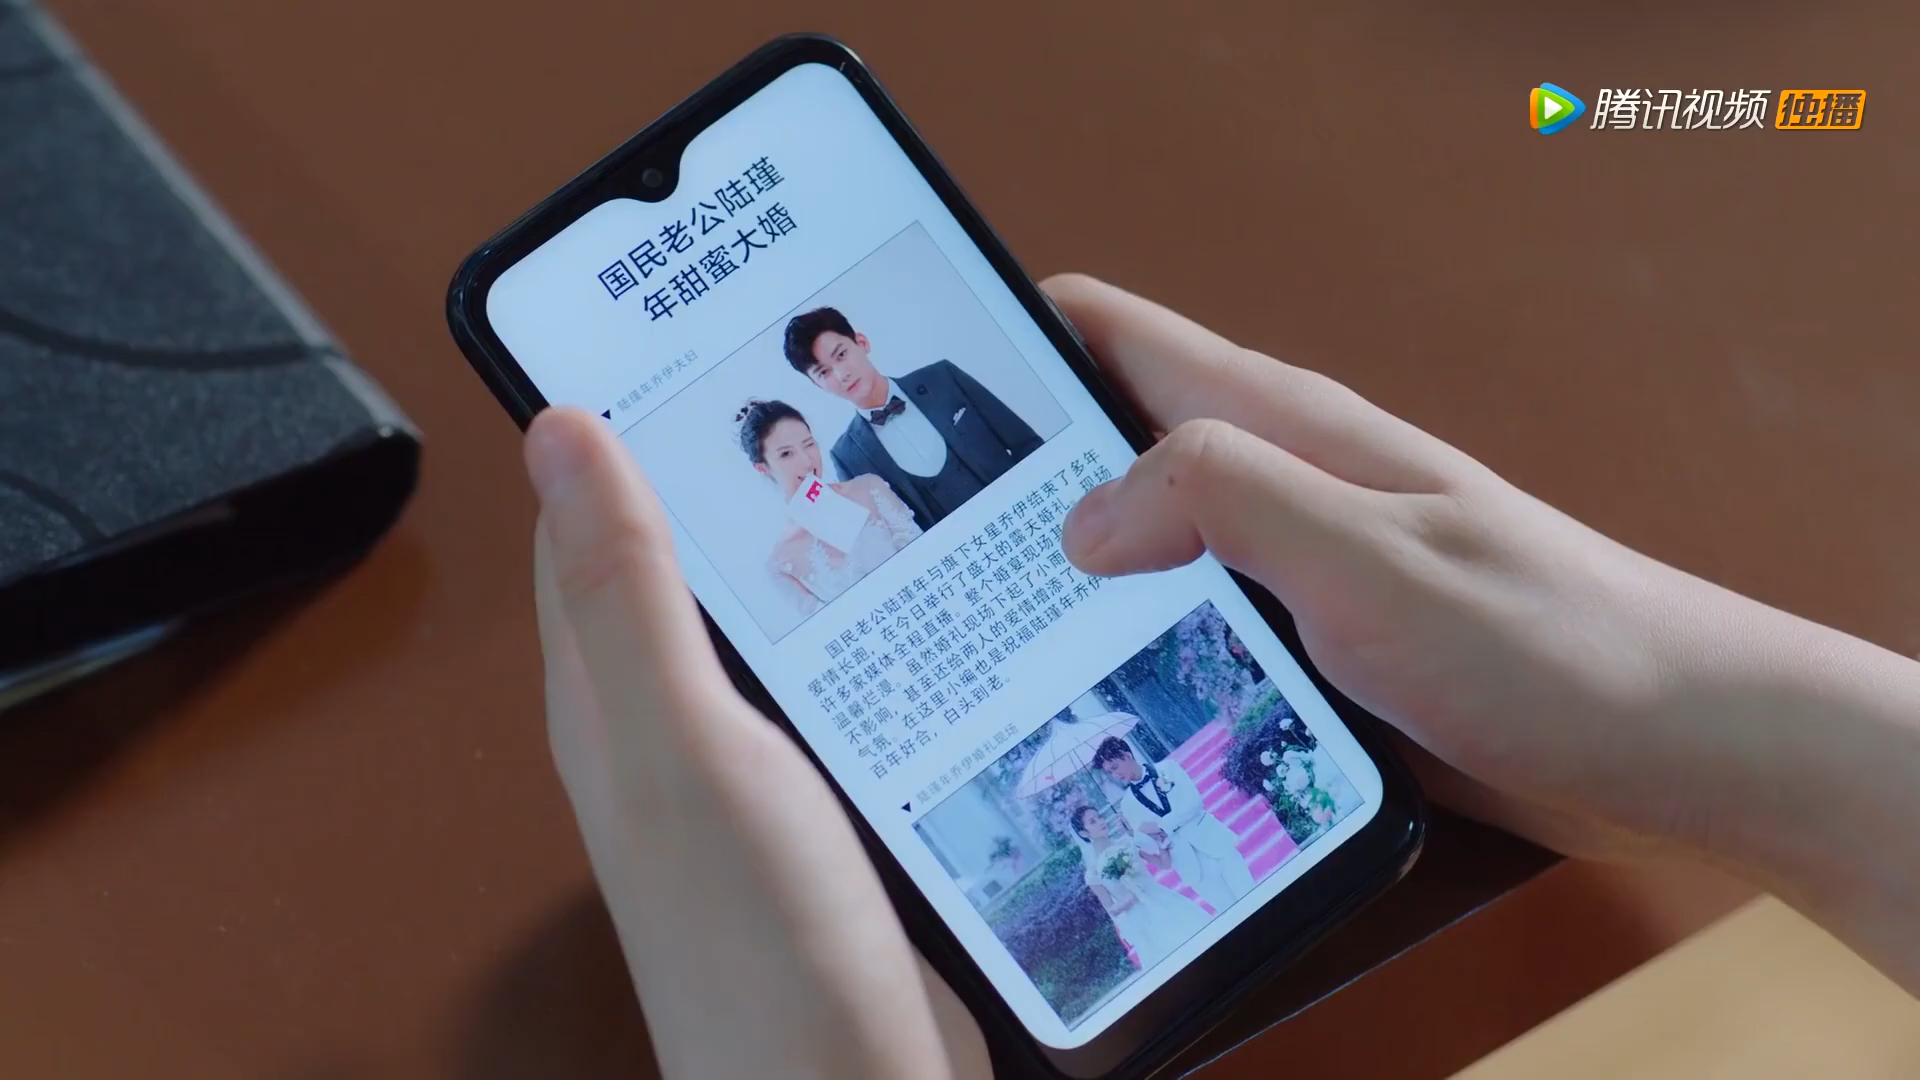 腾讯视频 独播
国民老公陆瑾
年甜蜜大婚
▼ 陆瑾年乔伊夫妇
国民老公陆瑾年与旗下女星乔伊结束了多年
爱情长跑，在今日举行了盛大的露天婚礼。现场
许多家媒体全程直播。整个婚宴现场其
温馨烂漫。虽然婚礼现场下起了小雨
不影响，甚至还给两人的爱情增添了
气氛。在这里小编也是祝福陆瑾年乔伊
百年好合，白头到老。
▼ 陆瑾年乔伊婚礼现场